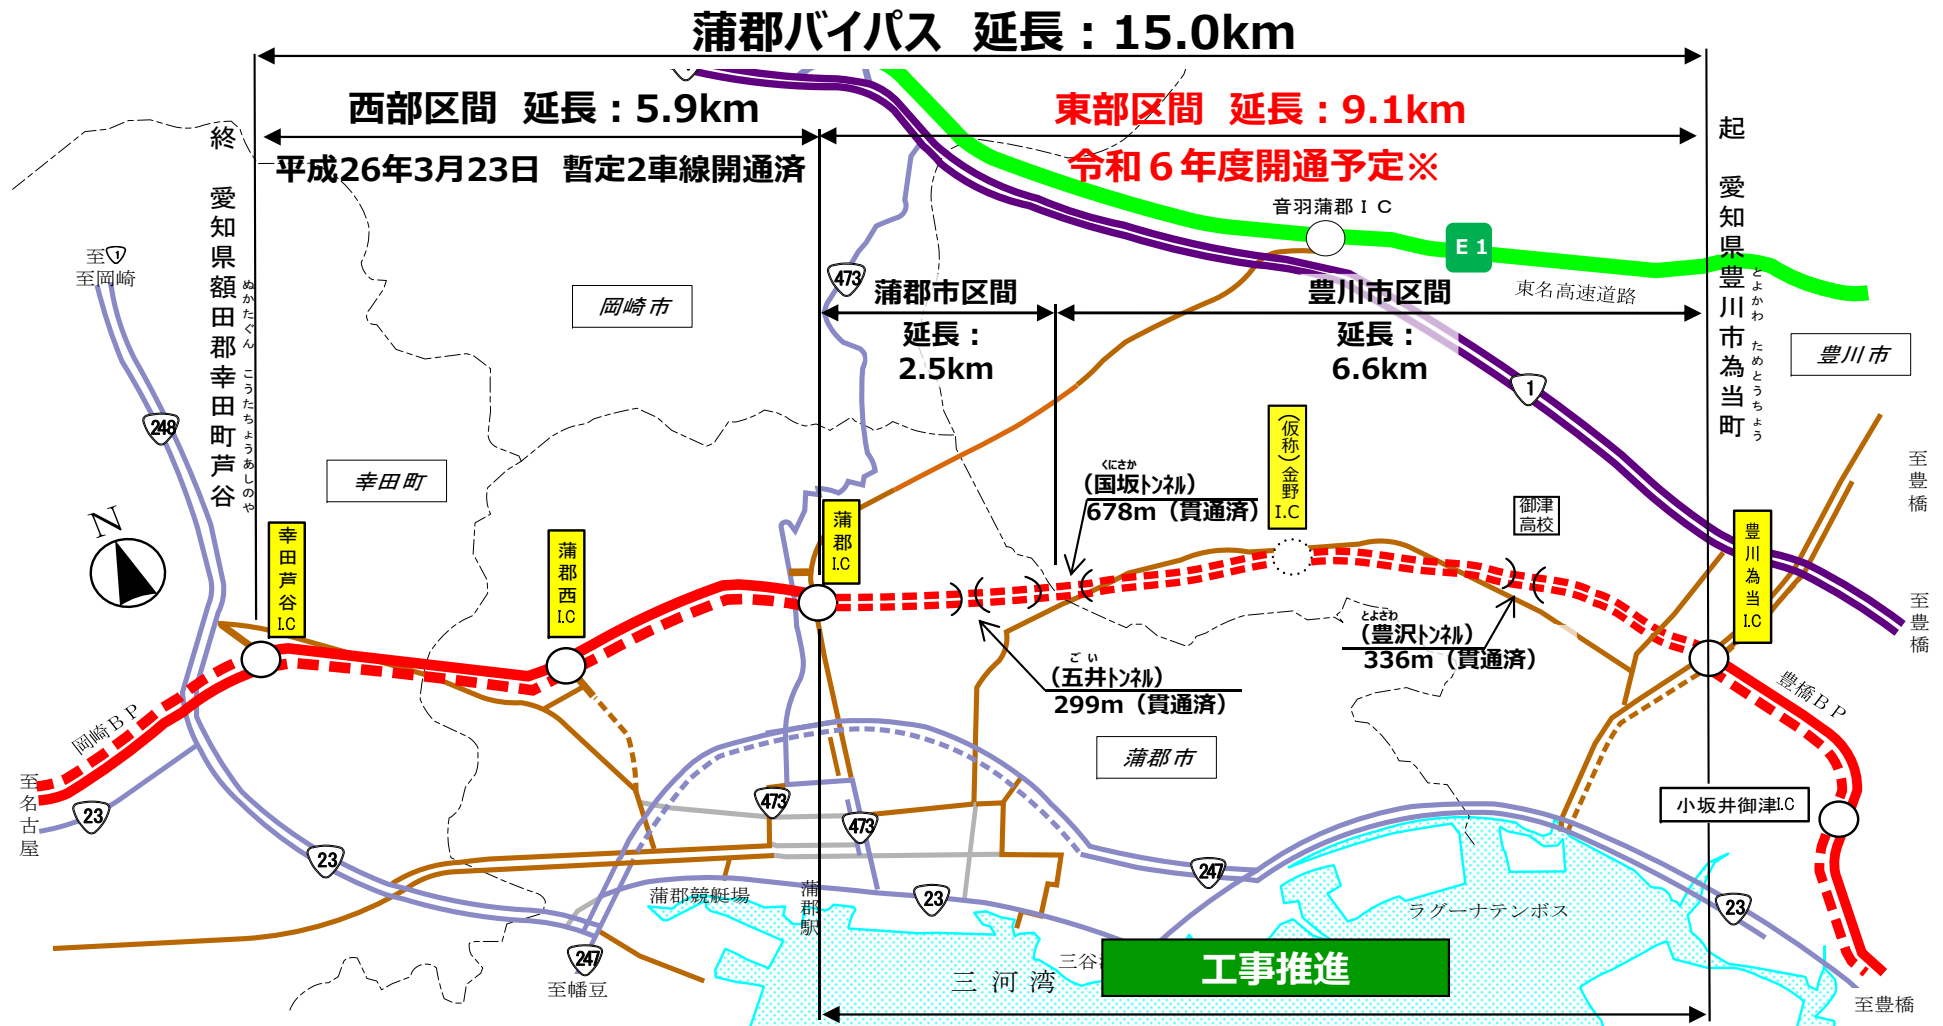 蒲郡バイパス 延長：15.0km
西部区間 延長：5.9km
東部区間 延長：9.1km
平成26年3月23日 暫定2車線開通済
令和６年度開通予定※
終 愛知県額田郡幸田町芦谷
ぬかたぐん こうたちょうあしのや
起 愛知県豊川市為当町
とよかわ ためとうちょう
音羽蒲郡ＩＣ
E 1
東名高速道路
至1
至岡崎
473
蒲郡市区間
延長：
2.5km
豊川市区間
延長：
6.6km
岡崎市
豊川市
幸田町
248
1
至豊橋
N
くにさか
（国坂トンネル）
678m（貫通済）
（仮称）金野I.C
御津
高校
幸田芦谷I.C
蒲郡西I.C
蒲郡I.C
豊川為当I.C
至豊橋
とよさわ
（豊沢トンネル）
336m（貫通済）
ごい
（五井トンネル）
299m（貫通済）
岡崎ＢＰ
豊橋ＢＰ
蒲郡市
至名古屋
23
473
473
小坂井御津I.C
23
247
蒲郡競艇場
蒲郡駅
23
ラグーナテンボス
23
247
至幡豆
三河湾
三谷
工事推進
至豊橋